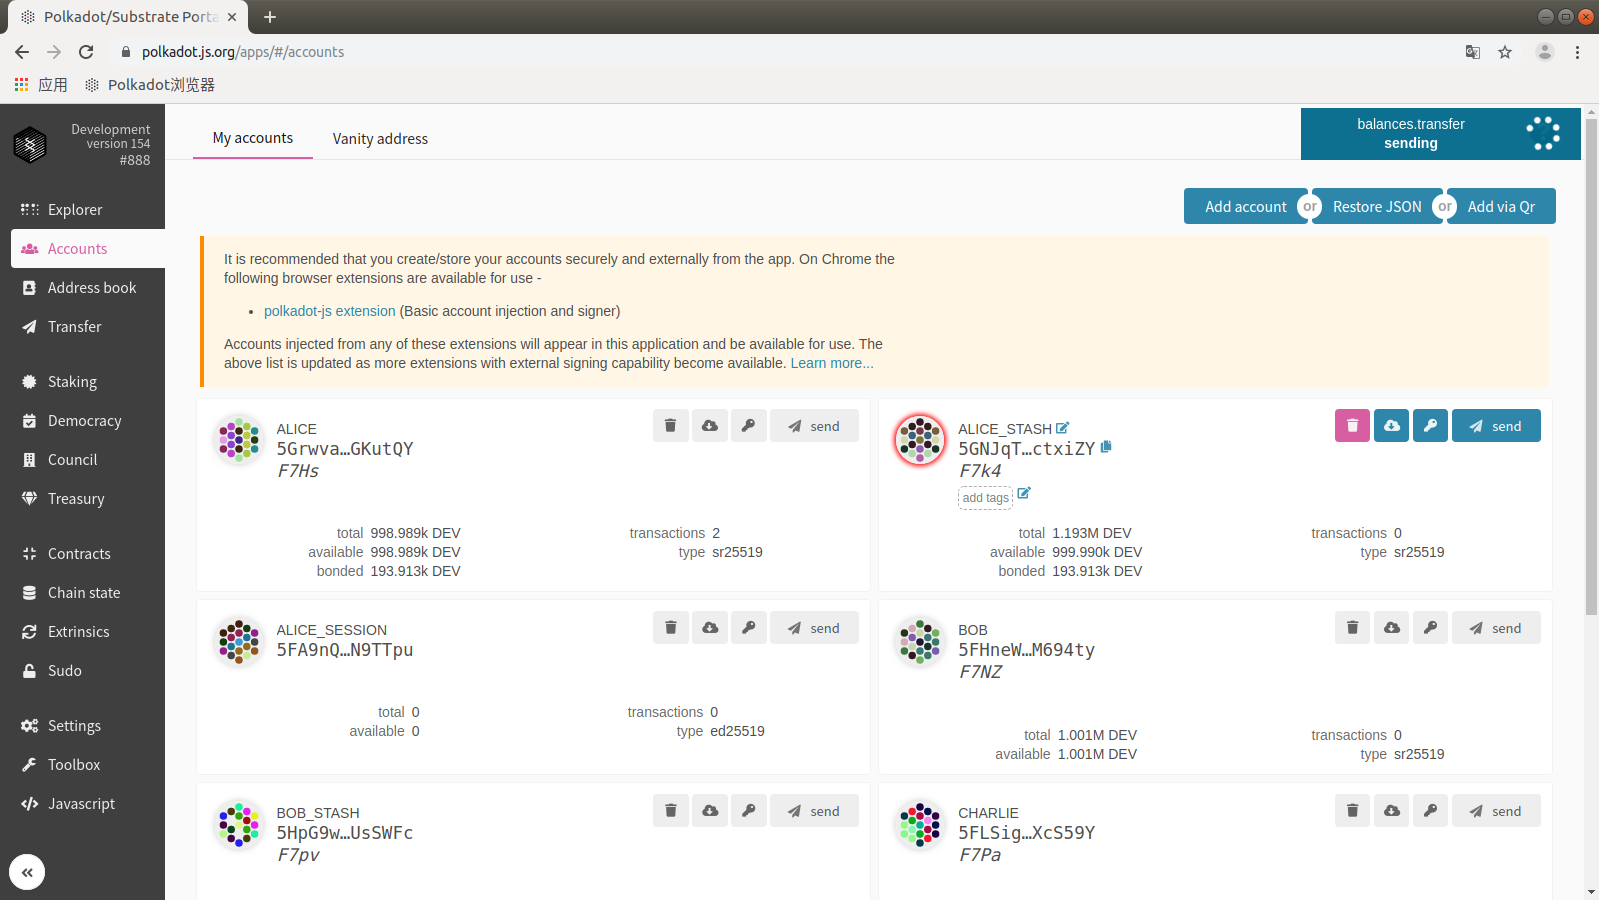 Polkadot/Substrate Porta
polkadot.js.org/apps/#/accounts
应用
Polkadot浏览器
Development
version 154
#888
Explorer
Accounts
Address book
Transfer
Staking
Democracy
Council
Treasury
Contracts
Chain state
Extrinsics
Sudo
Settings
Toolbox
Javascript
My accounts
Vanity address
balances.transfer
sending
Add account or Restore JSON or Add via Qr
It is recommended that you create/store your accounts securely and externally from the app. On Chrome the
following browser extensions are available for use -
• polkadot-js extension (Basic account injection and signer)
Accounts injected from any of these extensions will appear in this application and be available for use. The
above list is updated as more extensions with external signing capability become available. Learn more...
ALICE
5Grwva…GKutQY
F7Hs
send
total 998.989k DEV
available 998.989k DEV
bonded 193.913k DEV
transactions 2
type sr25519
ALICE_STASH
5GNJqT…ctxiZY
F7k4
add tags
send
total 1.193M DEV
available 999.990k DEV
bonded 193.913k DEV
transactions 0
type sr25519
ALICE_SESSION
5FA9nQ…N9TTpu
send
total 0
available 0
transactions 0
type ed25519
BOB
5FHneW…M694ty
F7NZ
send
total 1.001M DEV
available 1.001M DEV
transactions 0
type sr25519
BOB_STASH
5HpG9w…UsSWFc
F7pv
send
CHARLIE
5FLSig…XcS59Y
F7Pa
send